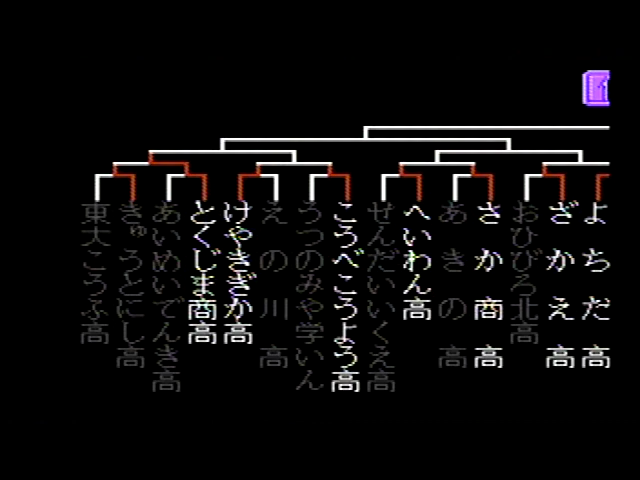 よちだ高
ざかえ高
おひびろ北高
さか商高
あきの高
へいわん高
ぜんだいいくえ高
こうべこうよう高
うつのみや学いん
えの川高
けやきぎか高
とくじま商高
あいめいでんき高
きゅうとにし高
東大こうふ高